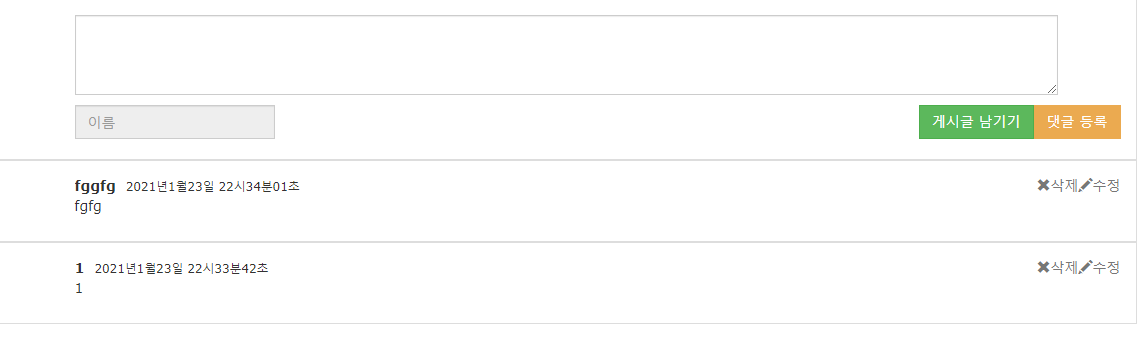 이름 게시글 남기기 댓글 등록
fggfg 2021년1월23일 22시34분01초 삭제 수정
fgfg
1 2021년1월23일 22시33분42초 삭제 수정
1